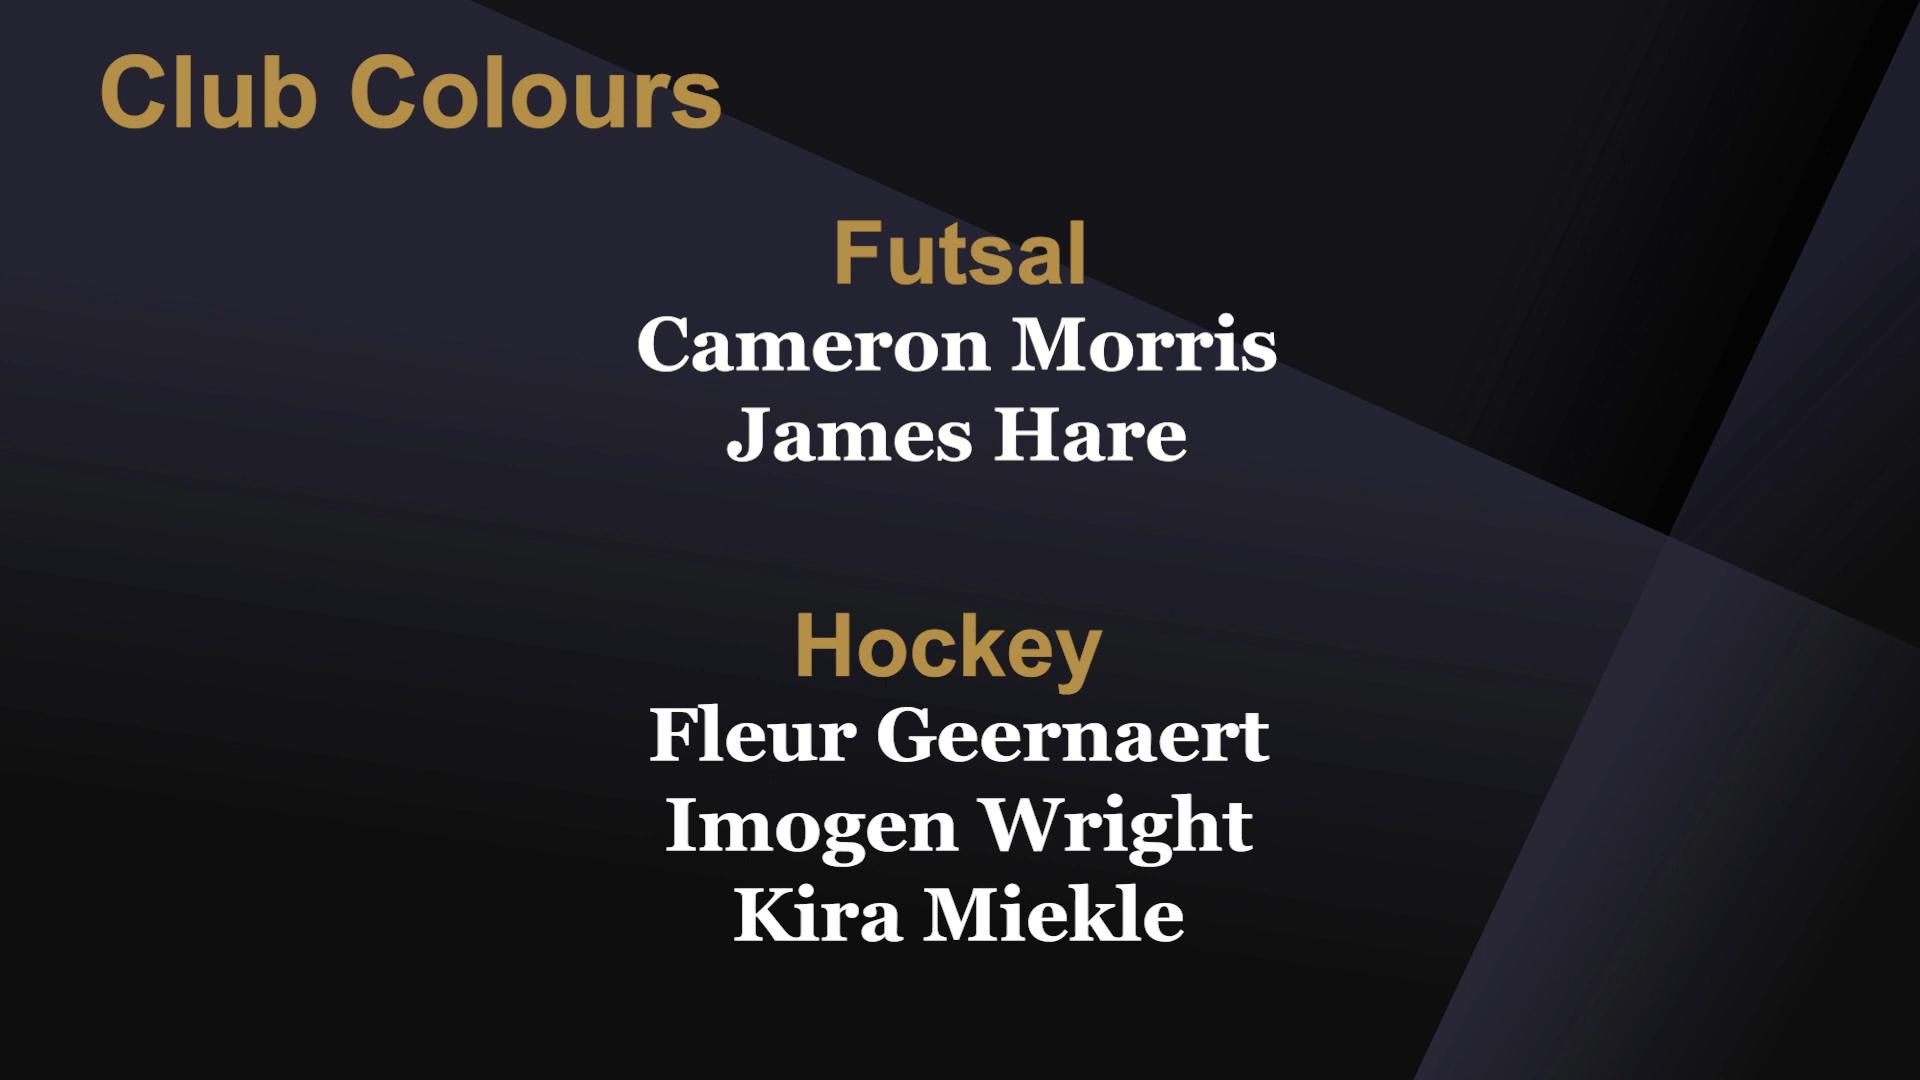 Club Colours
Futsal
Cameron Morris
James Hare
Hockey
Fleur Geernaert
Imogen Wright
Kira Miekle